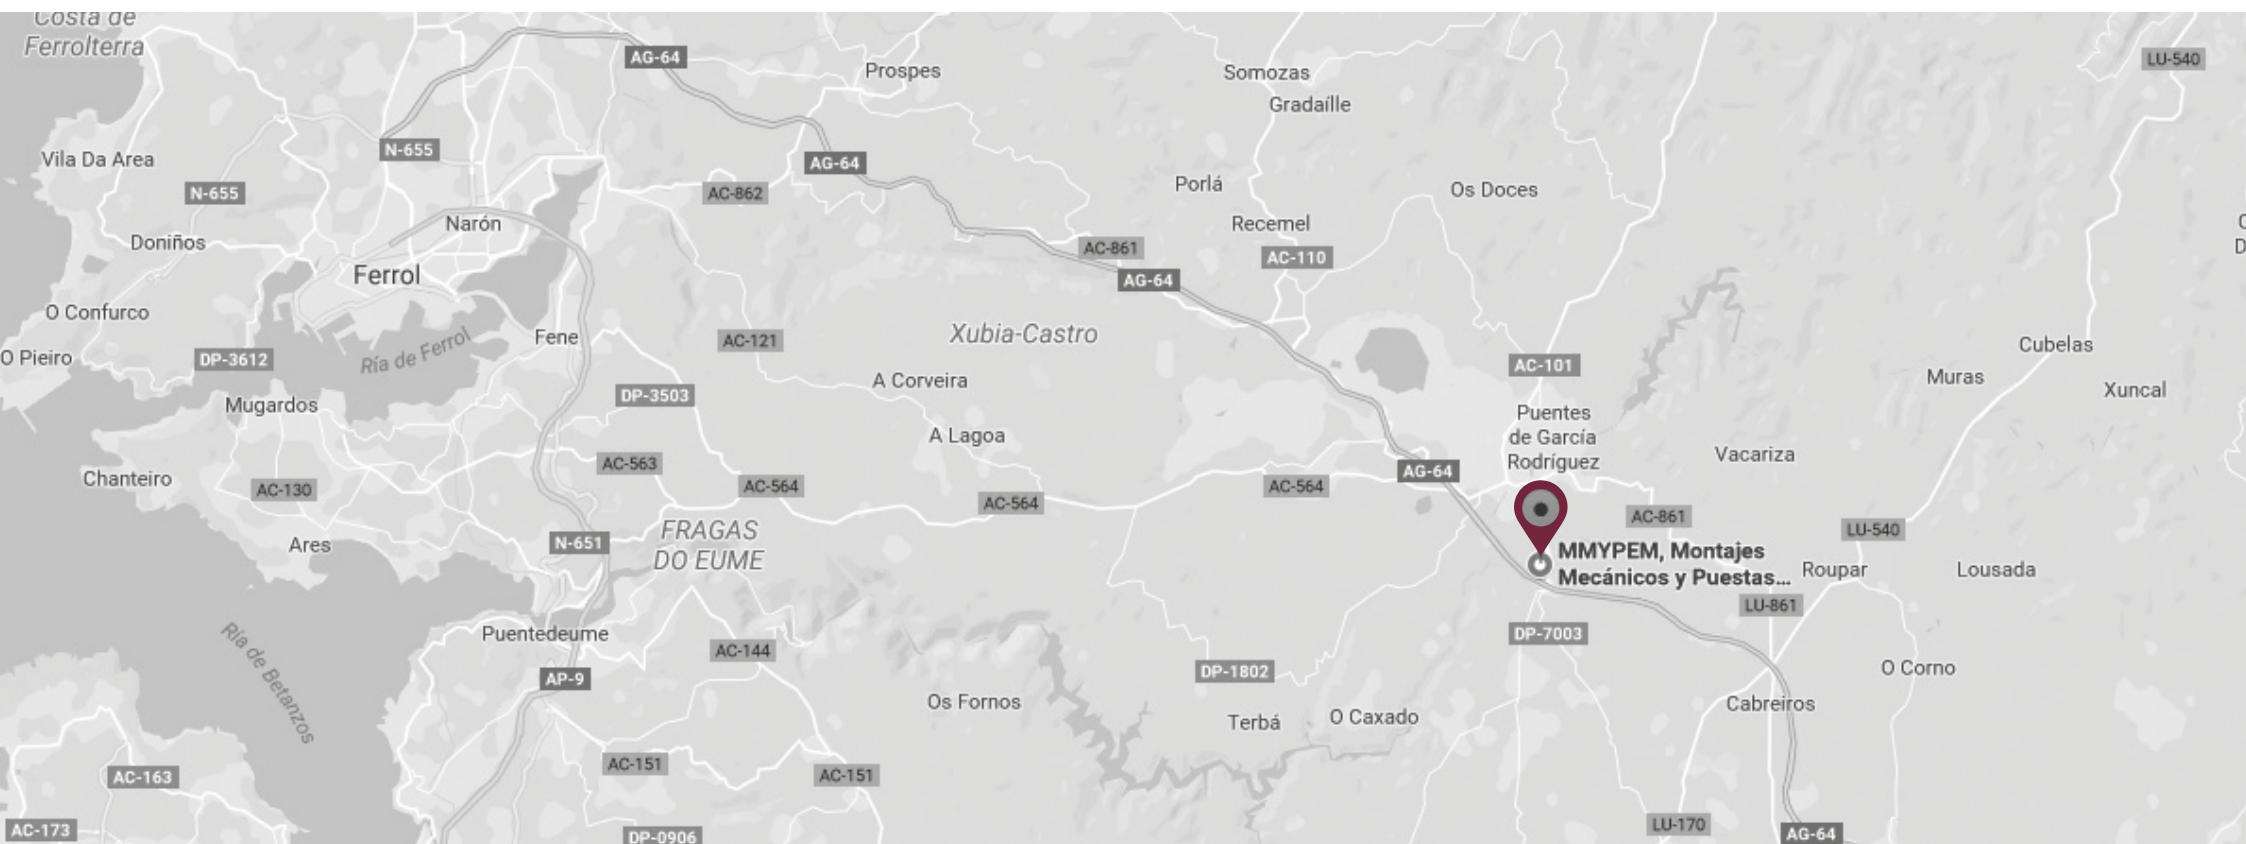 Costa de
Ferrolterra
AG-64
Prospes
Somozas
LU-540
Gradaílle
N-655
Vila Da Area
AG-64
N-655
AC-862
Porlá
Os Doces
Narón
Recemel
Doniños
AC-861
AC-110
Ferrol
AG-64
O Confurco
Xubia-Castro
Fene
AC-121
Ría de Ferrol
Cubelas
O Pieiro
DP-3612
AC-101
A Corveira
Muras
Xuncal
DP-3503
Mugardos
Puentes
de García
Rodríguez
A Lagoa
Vacariza
AC-563
AG-64
Chanteiro
AC-130
AC-564
AC-564
AC-564
AC-861
LU-540
FRAGAS
DO EUME
N-651
Ares
MMYPEM, Montajes
Mecánicos y Puestas...
Roupar
Lousada
LU-861
Puentedeume
DP-7003
AC-144
Ría de Betanzos
DP-1802
O Corno
AP-9
Os Fornos
Cabreiros
Terbá
O Caxado
AC-151
AC-151
AC-163
AC-173
LU-170
AG-64
DP-0906